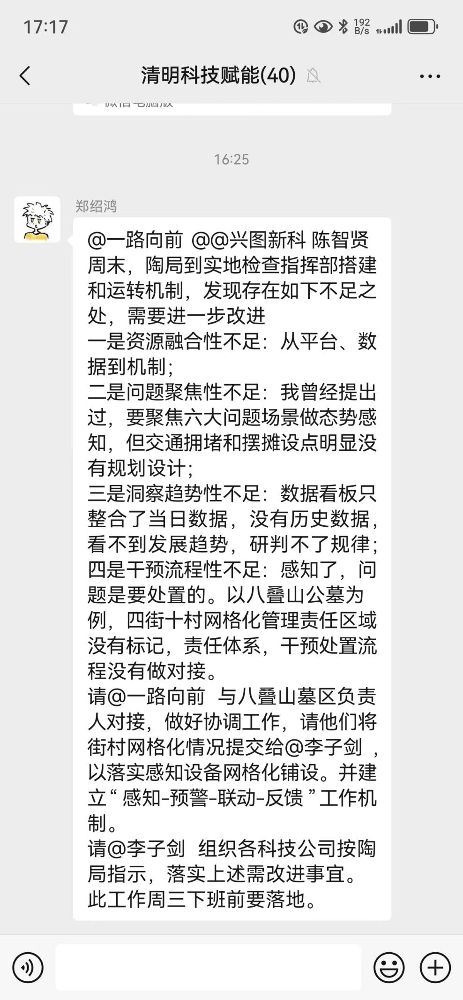 17:17
192
B/s
清明科技赋能(40)
微信电脑版
16:25
郑绍鸿
@一路向前 @@兴图新科 陈智贤
周末，陶局到实地检查指挥部搭建
和运转机制，发现存在如下不足之
处，需要进一步改进
一是资源融合性不足：从平台、数
据到机制；
二是问题聚焦性不足：我曾经提出
过，要聚焦六大问题场景做态势感
知，但交通拥堵和摆摊设点明显没
有规划设计；
三是洞察趋势性不足：数据看板只
整合了当日数据，没有历史数据，
看不到发展趋势，研判不了规律；
四是干预流程性不足：感知了，问
题是要处置的。以八叠山公墓为
例，四街十村网格化管理责任区域
没有标记，责任体系，干预处置流
程没有做对接。
请@一路向前 与八叠山墓区负责
人对接，做好协调工作，请他们将
街村网格化情况提交给@李子剑 ，
以落实感知设备网格化铺设。并建
立“感知-预警-联动-反馈”工作机
制。
请@李子剑 组织各科技公司按陶
局指示，落实上述需改进事宜。
此工作周三下班前要落地。